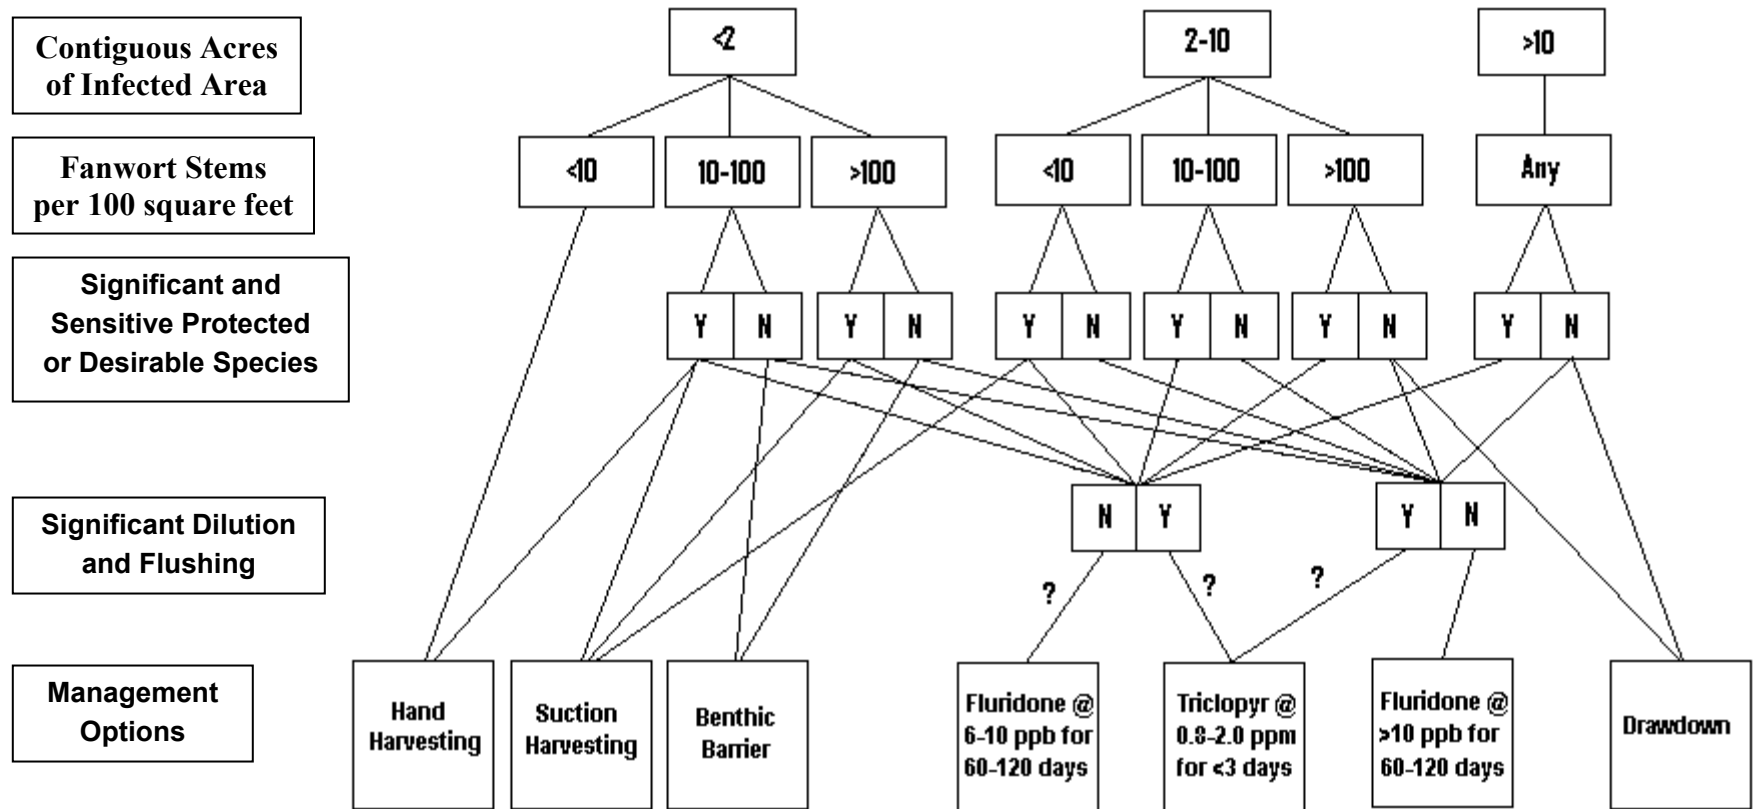 Contiguous Acres
of Infected Area
<2
2-10
>10
Fanwort Stems
per 100 square feet
<10
10-100
>100
<10
10-100
>100
Any
Significant and
Sensitive Protected
or Desirable Species
Y N
Y N
Y N
Y N
Y N
Y N
Significant Dilution
and Flushing
N Y
Y N
?
?
?
Management
Options
Hand
Harvesting
Suction
Harvesting
Benthic
Barrier
Fluridone @
6-10 ppb for
60-120 days
Triclopyr @
0.8-2.0 ppm
for <3 days
Fluridone @
>10 ppb for
60-120 days
Drawdown